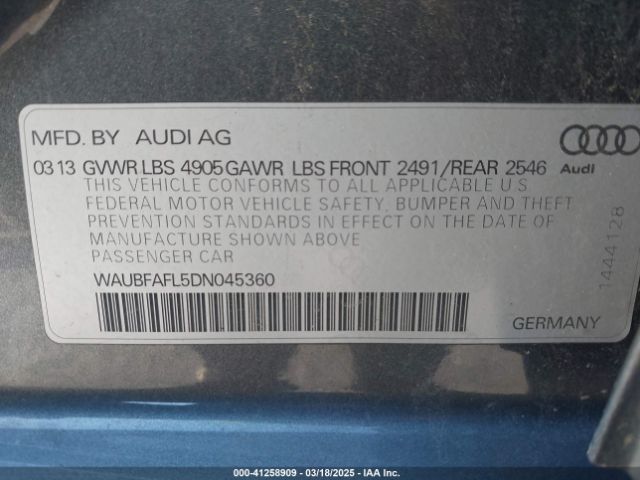 MFD. BY AUDI AG
03 13 GVWR LBS 4905 GAWR LBS FRONT 2491/REAR 2546
Audi
THIS VEHICLE CONFORMS TO ALL APPLICABLE U S
FEDERAL MOTOR VEHICLE SAFETY, BUMPER AND THEFT
PREVENTION STANDARDS IN EFFECT ON THE DATE OF
MANUFACTURE SHOWN ABOVE
PASSENGER CAR
WAUBFAFL5DN045360
1444128
GERMANY
000-41258909 - 03/18/2025 - IAA Inc.